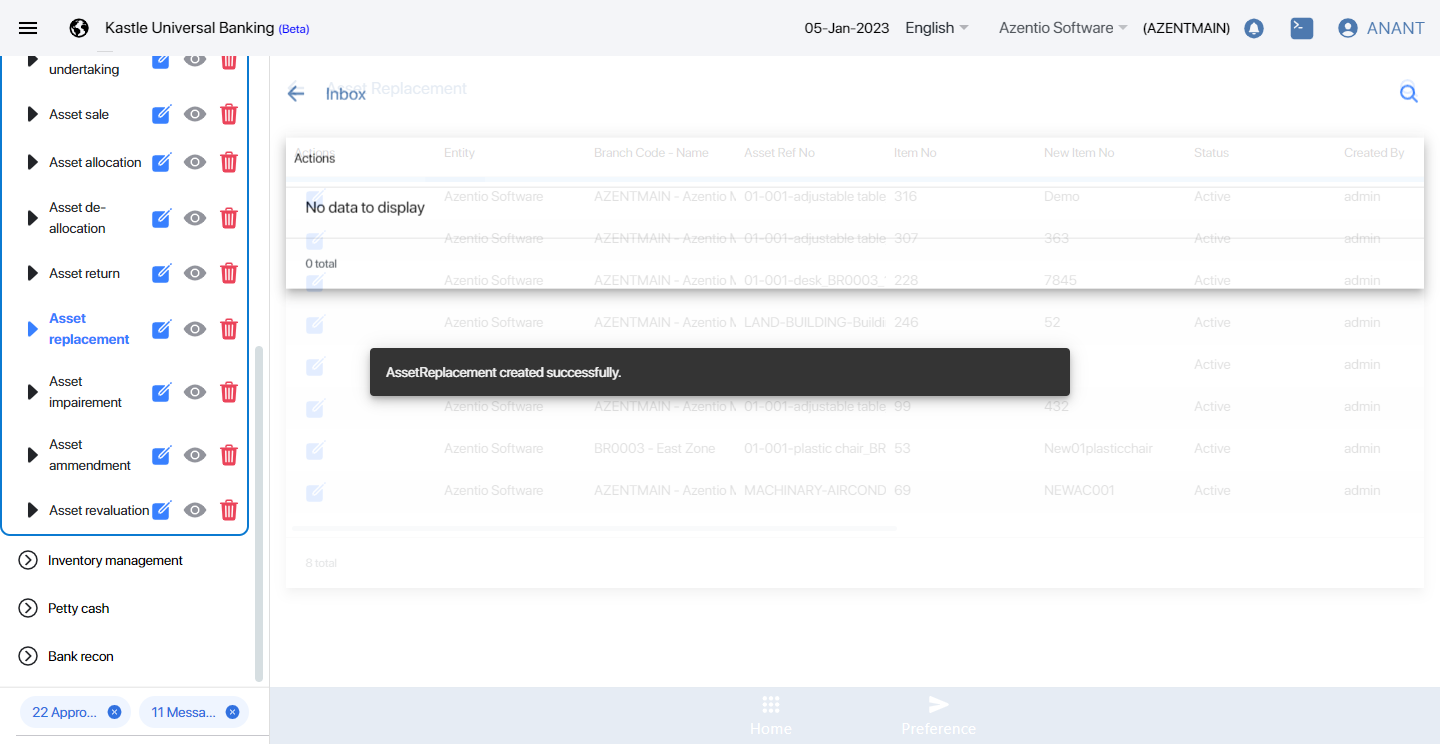 Kastle Universal Banking (Beta)
05-Jan-2023
English
Azentio Software
(AZENTMAIN)
ANANT
undertaking
Asset sale
Asset allocation
Asset de-
allocation
Asset return
Asset
replacement
Asset
impairement
Asset
ammendment
Asset revaluation
Inventory management
Petty cash
Bank recon
22 Appro...
11 Messa...
Asset Replacement
Inbox
Actions Entity Branch Code - Name Asset Ref No Item No New Item No Status Created By
Actions
Azentio Software AZENTMAIN - Azentio M 01-001-adjustable table 316 Demo Active admin
No data to display
Azentio Software AZENTMAIN - Azentio M 01-001-adjustable table 307 363 Active admin
0 total
Azentio Software AZENTMAIN - Azentio M 01-001-desk_BR0003_ 228 7845 Active admin
Azentio Software AZENTMAIN - Azentio M LAND-BUILDING-Buildi 246 52 Active admin
Active admin
AssetReplacement created successfully.
Azentio Software AZENTMAIN - Azentio M 01-001-adjustable table 99 432 Active admin
Azentio Software BR0003 - East Zone 01-001-plastic chair_BR 53 New01plasticchair Active admin
Azentio Software AZENTMAIN - Azentio M MACHINARY-AIRCOND 69 NEWAC001 Active admin
8 total
Home
Preference